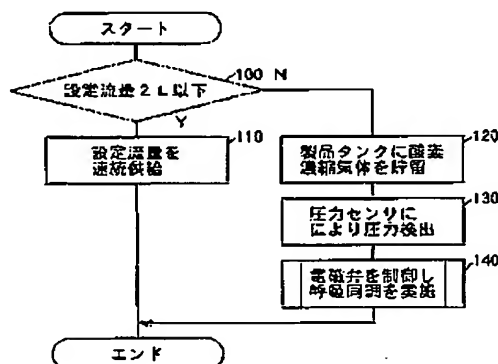 スタート
100 N
設定流量2L以下
Y
110
設定流量を
連続供給
120
製品タンクに酸素
濃縮気体を貯留
130
圧力センサに
により圧力検出
140
電磁弁を制御し
呼吸同調を実施
エンド